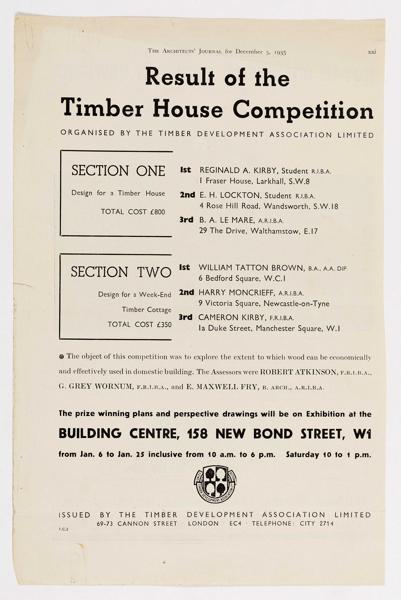 The Architects' Journal for December 5, 1935 xxi
Result of the
Timber House Competition
ORGANISED BY THE TIMBER DEVELOPMENT ASSOCIATION LIMITED
SECTION ONE
Design for a Timber House
TOTAL COST £800
1st REGINALD A. KIRBY, Student R.I.B.A.
1 Fraser House, Larkhall, S.W.8
2nd E. H. LOCKTON, Student R.I.B.A.
4 Rose Hill Road, Wandsworth, S.W.18
3rd B. A. LE MARE, A.R.I.B.A.
29 The Drive, Walthamstow, E.17
SECTION TWO
Design for a Week-End
Timber Cottage
TOTAL COST £350
1st WILLIAM TATTON BROWN, B.A., A.A. DIP
6 Bedford Square, W.C.1
2nd HARRY MONCRIEFF, A.R.I.B.A.
9 Victoria Square, Newcastle-on-Tyne
3rd CAMERON KIRBY, F.R.I.B.A.
1a Duke Street, Manchester Square, W.1
● The object of this competition was to explore the extent to which wood can be economically
and effectively used in domestic building. The Assessors were ROBERT ATKINSON, F.R.I.B.A.,
G. GREY WORNUM, F.R.I.B.A., and E. MAXWELL FRY, B. ARCH., A.R.I.B.A.
The prize winning plans and perspective drawings will be on Exhibition at the
BUILDING CENTRE, 158 NEW BOND STREET, W1
from Jan. 6 to Jan. 25 inclusive from 10 a.m. to 6 p.m. Saturday 10 to 1 p.m.
ISSUED BY THE TIMBER DEVELOPMENT ASSOCIATION LIMITED
69-73 CANNON STREET LONDON EC4 · TELEPHONE: CITY 2714